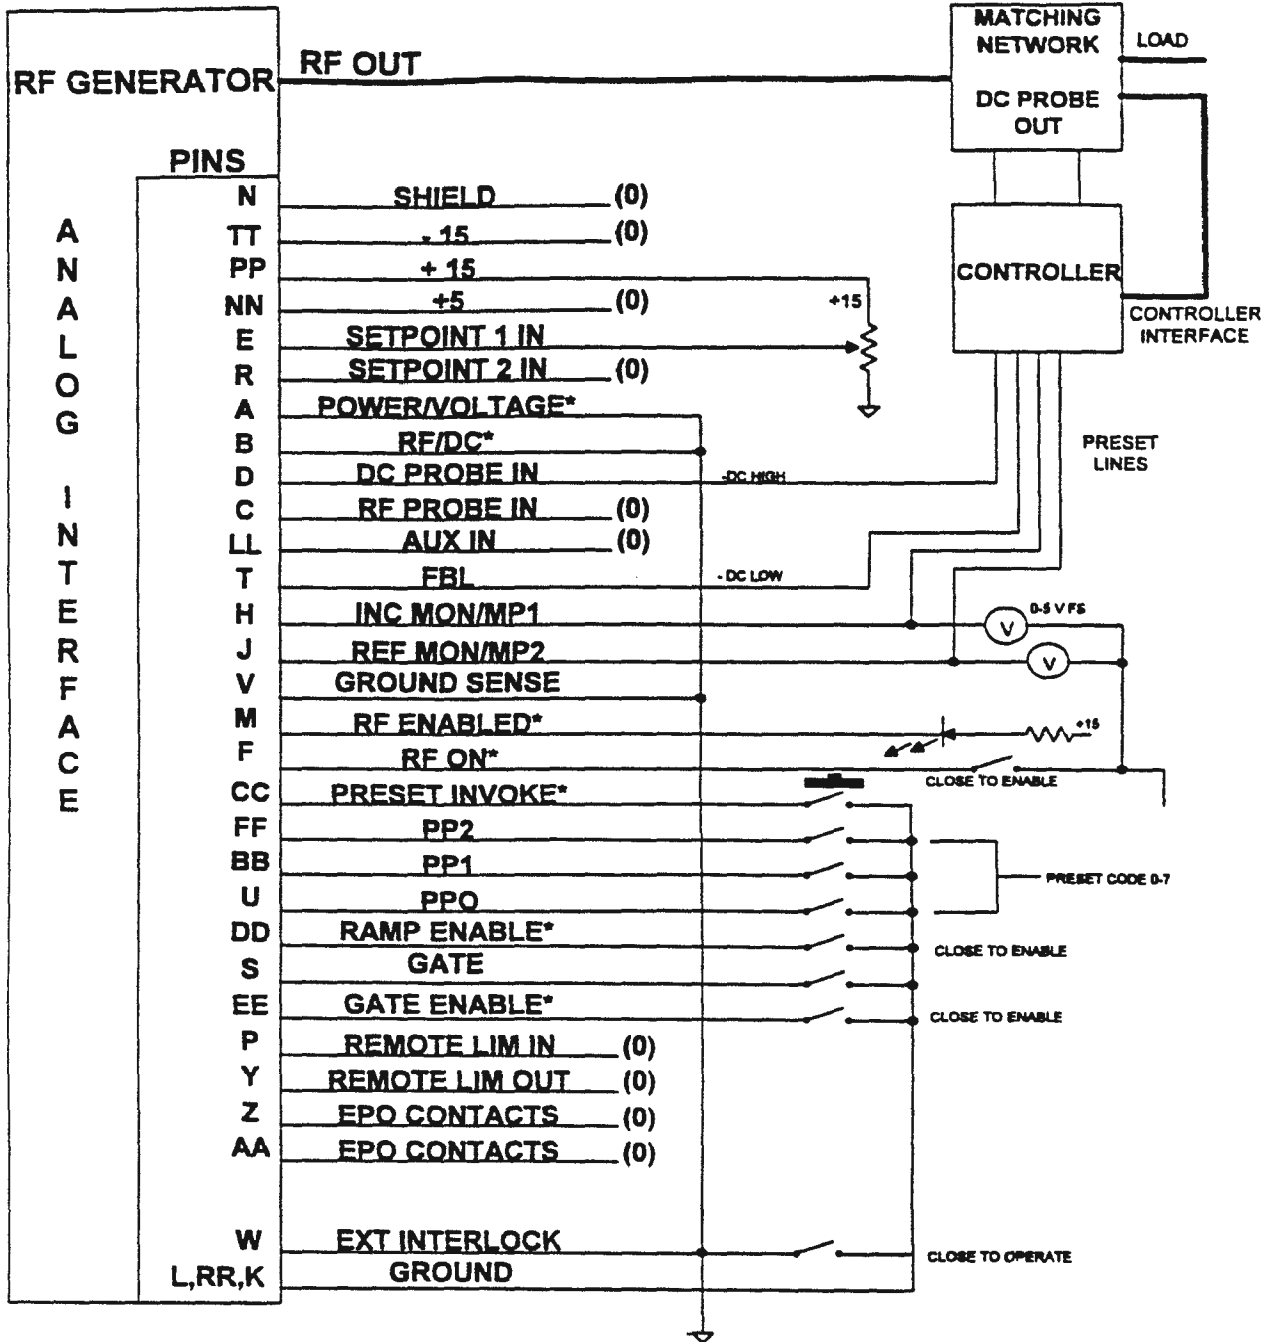 MATCHING
NETWORK
LOAD
RF OUT
RF GENERATOR
DC PROBE
OUT
PINS
ANALOG INTERFACE
N SHIELD (0)
TT - 15 (0)
PP + 15
CONTROLLER
NN +5 (0)
+15
CONTROLLER
INTERFACE
E SETPOINT 1 IN
R SETPOINT 2 IN (0)
A POWER/VOLTAGE*
B RF/DC*
PRESET
LINES
D DC PROBE IN -DC HIGH
C RF PROBE IN (0)
LL AUX IN (0)
T FBL - DC LOW
H INC MON/MP1 V 0-5 V FS
J REF MON/MP2 V
V GROUND SENSE
M RF ENABLED* +15
F RF ON*
CLOSE TO ENABLE
CC PRESET INVOKE*
FF PP2
BB PP1
PRESET CODE 0-7
U PPO
DD RAMP ENABLE* CLOSE TO ENABLE
S GATE
EE GATE ENABLE* CLOSE TO ENABLE
P REMOTE LIM IN (0)
Y REMOTE LIM OUT (0)
Z EPO CONTACTS (0)
AA EPO CONTACTS (0)
W EXT INTERLOCK CLOSE TO OPERATE
L,RR,K GROUND